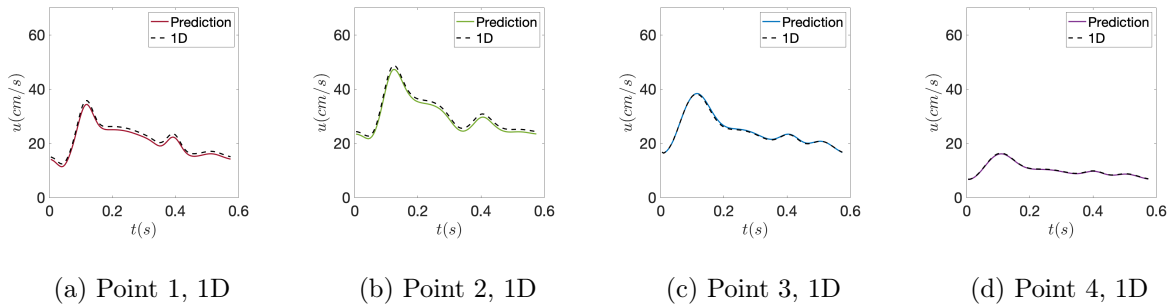 Prediction
1D
60
40
20
0
u(cm/s)
0 0.2 0.4 0.6
t(s)
(a) Point 1, 1D
Prediction
1D
60
40
20
0
u(cm/s)
0 0.2 0.4 0.6
t(s)
(b) Point 2, 1D
Prediction
1D
60
40
20
0
u(cm/s)
0 0.2 0.4 0.6
t(s)
(c) Point 3, 1D
Prediction
1D
60
40
20
0
u(cm/s)
0 0.2 0.4 0.6
t(s)
(d) Point 4, 1D